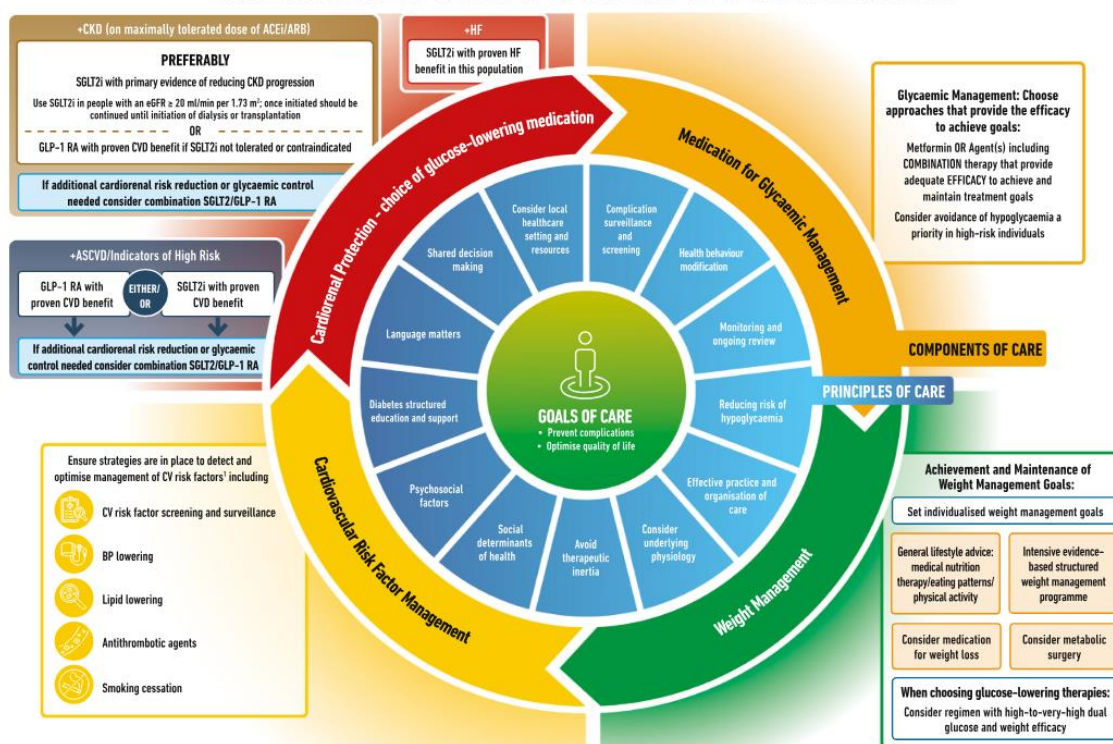 +CKD (on maximally tolerated dose of ACEi/ARB)
PREFERABLY
SGLT2i with primary evidence of reducing CKD progression
Use SGLT2i in people with an eGFR ≥ 20 ml/min per 1.73 m²; once initiated should be
continued until initiation of dialysis or transplantation
OR
GLP-1 RA with proven CVD benefit if SGLT2i not tolerated or contraindicated
If additional cardiorenal risk reduction or glycaemic control
needed consider combination SGLT2/GLP-1 RA
+HF
SGLT2i with proven HF
benefit in this population
+ASCVD/Indicators of High Risk
GLP-1 RA with
proven CVD benefit
EITHER/
OR
SGLT2i with proven
CVD benefit
If additional cardiorenal risk reduction or glycaemic
control needed consider combination SGLT2/GLP-1 RA
Cardiorenal Protection - choice of glucose-lowering medication
Medication for Glycaemic Management
Glycaemic Management: Choose
approaches that provide the efficacy
to achieve goals:
Metformin OR Agent(s) including
COMBINATION therapy that provide
adequate EFFICACY to achieve and
maintain treatment goals
Consider avoidance of hypoglycaemia a
priority in high-risk individuals
COMPONENTS OF CARE
PRINCIPLES OF CARE
Consider local
healthcare
setting and
resources
Complication
surveillance
and
screening
Health behaviour
modification
Monitoring and
ongoing review
Reducing risk of
hypoglycaemia
Effective practice and
organisation of
care
Consider
underlying
physiology
Avoid
therapeutic
inertia
Social
determinants
of health
Psychosocial
factors
Diabetes structured
education and support
Language matters
Shared decision
making
GOALS OF CARE
• Prevent complications
• Optimise quality of life
Cardiovascular Risk Factor Management
Weight Management
Ensure strategies are in place to detect and
optimise management of CV risk factors¹ including
CV risk factor screening and surveillance
BP lowering
Lipid lowering
Antithrombotic agents
Smoking cessation
Achievement and Maintenance of
Weight Management Goals:
Set individualised weight management goals
General lifestyle advice:
medical nutrition
therapy/eating patterns/
physical activity
Intensive evidence-
based structured
weight management
programme
Consider medication
for weight loss
Consider metabolic
surgery
When choosing glucose-lowering therapies:
Consider regimen with high-to-very-high dual
glucose and weight efficacy